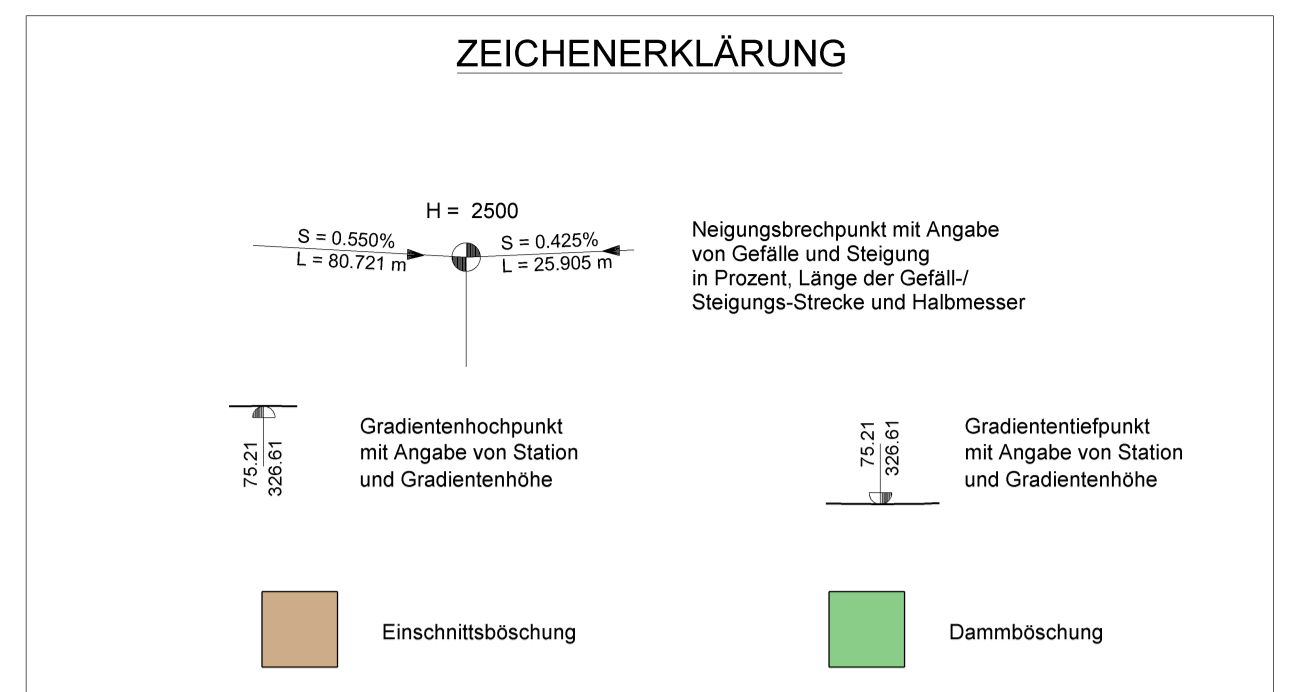 ZEICHENERKLÄRUNG
H = 2500
S = 0.550%
L = 80.721 m
S = 0.425%
L = 25.905 m
Neigungsbrechpunkt mit Angabe
von Gefälle und Steigung
in Prozent, Länge der Gefäll-/
Steigungs-Strecke und Halbmesser
75.21
326.61
Gradientenhochpunkt
mit Angabe von Station
und Gradientenhöhe
75.21
326.61
Gradiententiefpunkt
mit Angabe von Station
und Gradientenhöhe
Einschnittsböschung
Dammböschung